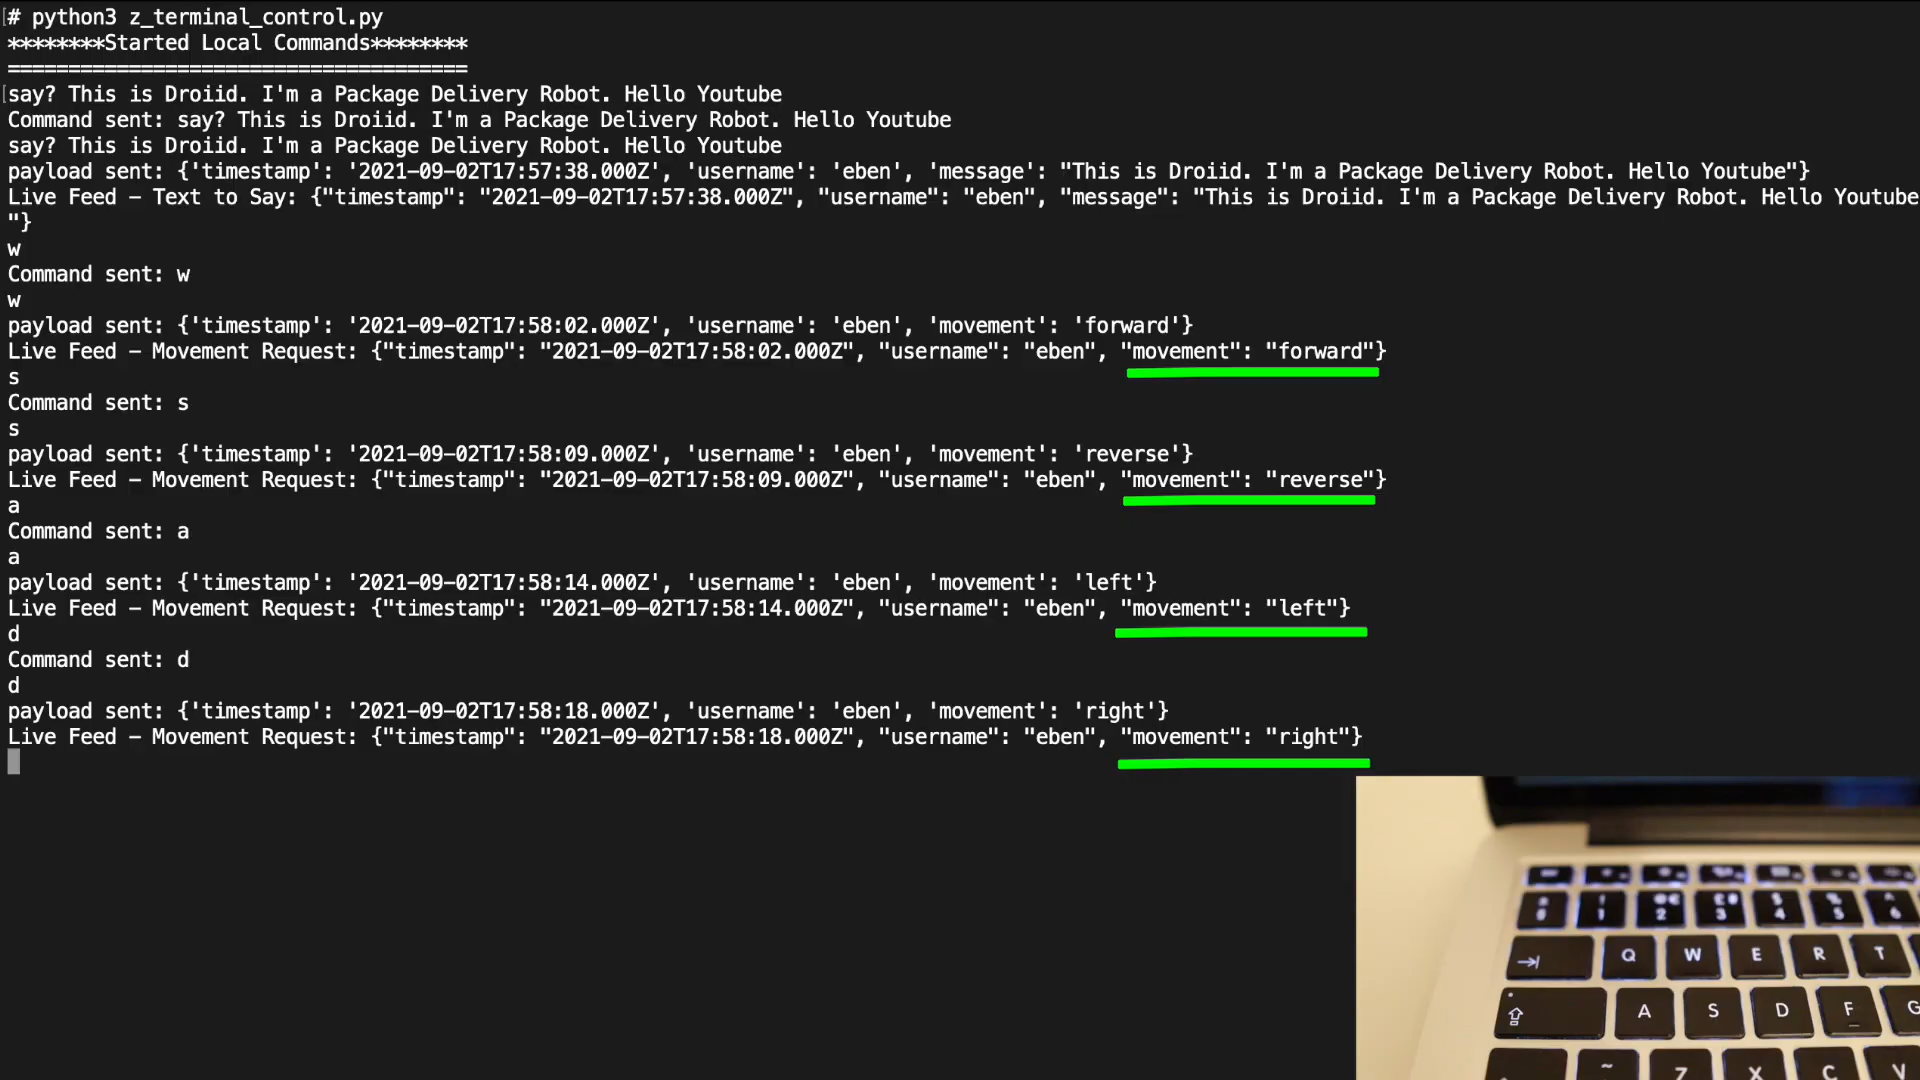 # python3 z_terminal_control.py
********Started Local Commands********
======================================
say? This is Droiid. I'm a Package Delivery Robot. Hello Youtube
Command sent: say? This is Droiid. I'm a Package Delivery Robot. Hello Youtube
say? This is Droiid. I'm a Package Delivery Robot. Hello Youtube
payload sent: {'timestamp': '2021-09-02T17:57:38.000Z', 'username': 'eben', 'message': "This is Droiid. I'm a Package Delivery Robot. Hello Youtube"}
Live Feed - Text to Say: {"timestamp": "2021-09-02T17:57:38.000Z", "username": "eben", "message": "This is Droiid. I'm a Package Delivery Robot. Hello Youtube
"}
w
Command sent: w
w
payload sent: {'timestamp': '2021-09-02T17:58:02.000Z', 'username': 'eben', 'movement': 'forward'}
Live Feed - Movement Request: {"timestamp": "2021-09-02T17:58:02.000Z", "username": "eben", "movement": "forward"}
s
Command sent: s
s
payload sent: {'timestamp': '2021-09-02T17:58:09.000Z', 'username': 'eben', 'movement': 'reverse'}
Live Feed - Movement Request: {"timestamp": "2021-09-02T17:58:09.000Z", "username": "eben", "movement": "reverse"}
a
Command sent: a
a
payload sent: {'timestamp': '2021-09-02T17:58:14.000Z', 'username': 'eben', 'movement': 'left'}
Live Feed - Movement Request: {"timestamp": "2021-09-02T17:58:14.000Z", "username": "eben", "movement": "left"}
d
Command sent: d
d
payload sent: {'timestamp': '2021-09-02T17:58:18.000Z', 'username': 'eben', 'movement': 'right'}
Live Feed - Movement Request: {"timestamp": "2021-09-02T17:58:18.000Z", "username": "eben", "movement": "right"}
1 2 3 4 5 6
Q W E R T
A S D F G
~ Z X C V